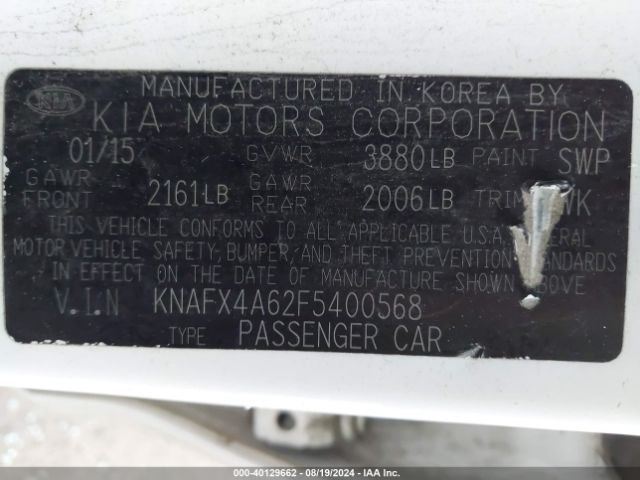 MANUFACTURED IN KOREA BY
KIA KIA MOTORS CORPORATION
01/15 GVWR 3880LB PAINT SWP
GAWR FRONT 2161LB GAWR REAR 2006LB TRIM WK
THIS VEHICLE CONFORMS TO ALL APPLICABLE U.S.A.
MOTOR VEHICLE SAFETY, BUMPER, AND THEFT PREVENTION
IN EFFECT ON THE DATE OF MANUFACTURE SHOWN ABOVE
V.I.N KNAFX4A62F5400568
TYPE PASSENGER CAR
000-40129662 - 08/19/2024 - IAA Inc.